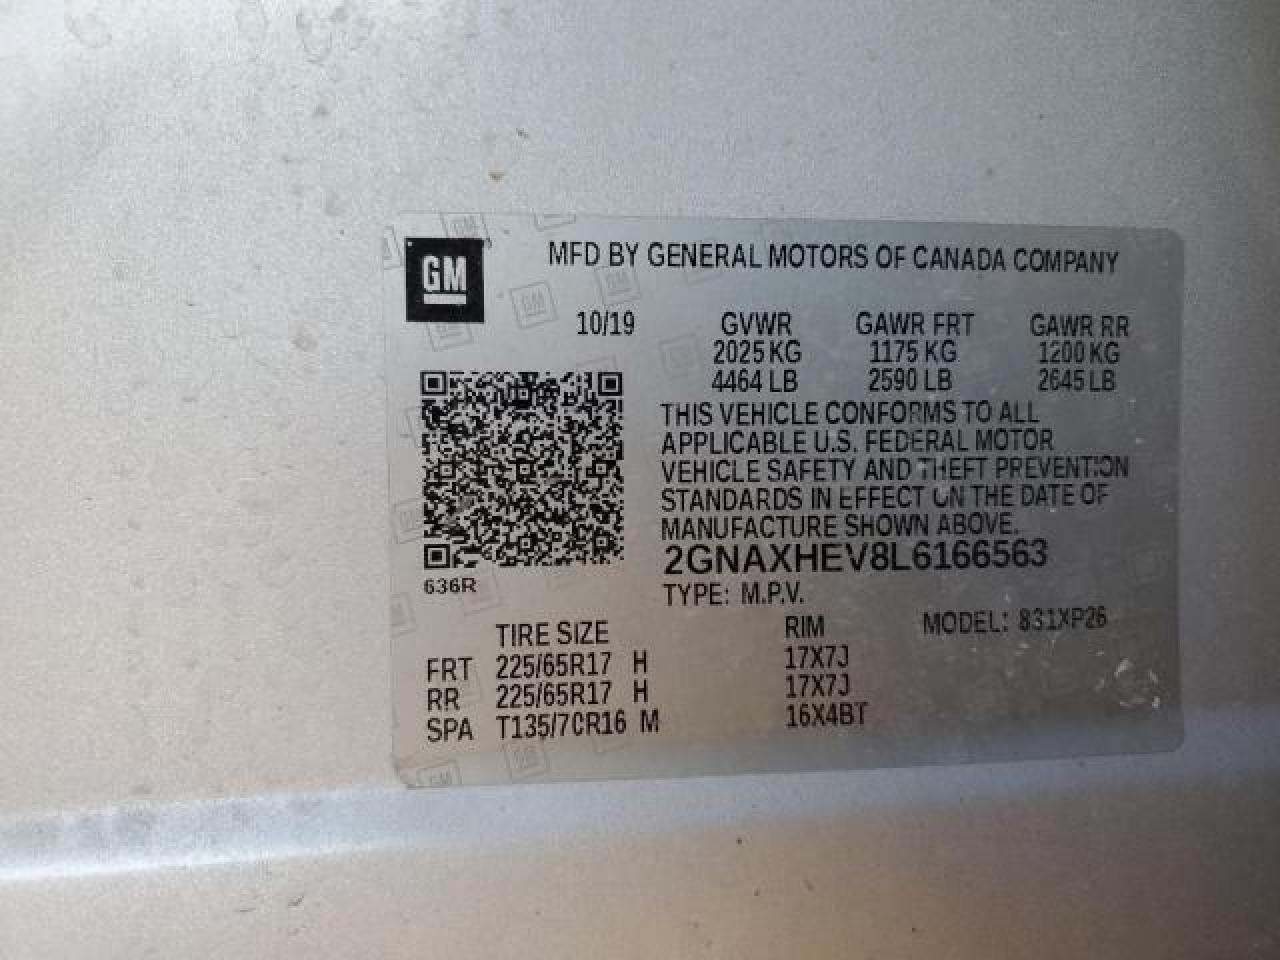 GM
MFD BY GENERAL MOTORS OF CANADA COMPANY
10/19 GVWR GAWR FRT GAWR RR
2025 KG 1175 KG 1200 KG
4464 LB 2590 LB 2645 LB
THIS VEHICLE CONFORMS TO ALL
APPLICABLE U.S. FEDERAL MOTOR
VEHICLE SAFETY AND THEFT PREVENTION
STANDARDS IN EFFECT ON THE DATE OF
MANUFACTURE SHOWN ABOVE.
2GNAXHEV8L6166563
636R
TYPE: M.P.V.
MODEL: 831XP26
TIRE SIZE RIM
FRT 225/65R17 H 17X7J
RR 225/65R17 H 17X7J
SPA T135/7CR16 M 16X4BT